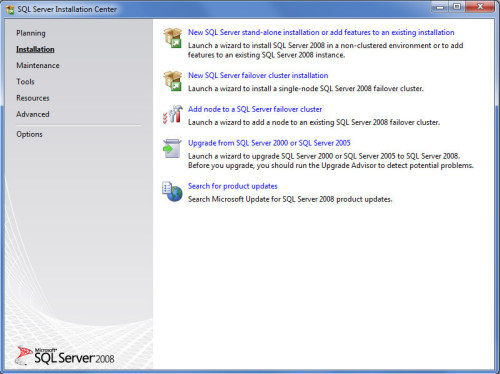 SQL Server Installation Center
Planning
Installation
Maintenance
Tools
Resources
Advanced
Options
New SQL Server stand-alone installation or add features to an existing installation
Launch a wizard to install SQL Server 2008 in a non-clustered environment or to add
features to an existing SQL Server 2008 instance.
New SQL Server failover cluster installation
Launch a wizard to install a single-node SQL Server 2008 failover cluster.
Add node to a SQL Server failover cluster
Launch a wizard to add a node to an existing SQL Server 2008 failover cluster.
Upgrade from SQL Server 2000 or SQL Server 2005
Launch a wizard to upgrade SQL Server 2000 or SQL Server 2005 to SQL Server 2008.
Before you upgrade, you should run the Upgrade Advisor to detect potential problems.
Search for product updates
Search Microsoft Update for SQL Server 2008 product updates.
Microsoft
SQL Server 2008